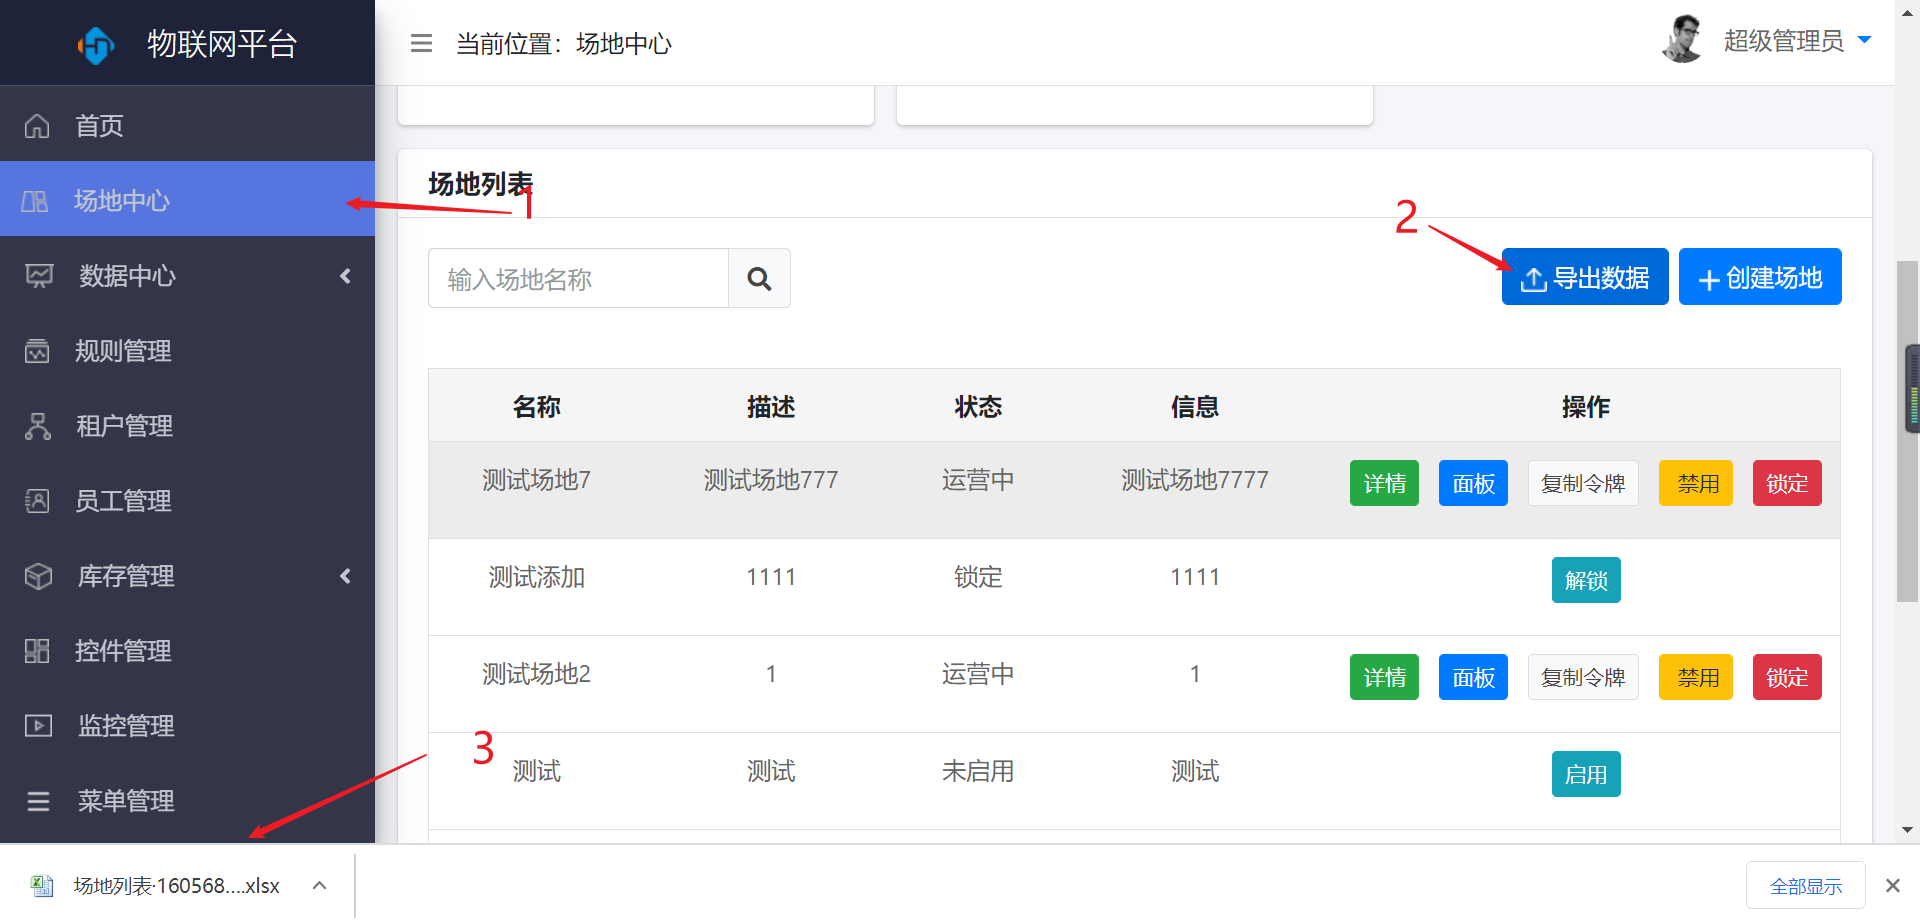 物联网平台
当前位置：场地中心
超级管理员
首页
场地中心
数据中心
规则管理
租户管理
员工管理
库存管理
控件管理
监控管理
菜单管理
场地列表
1
2
输入场地名称
导出数据
创建场地
名称 描述 状态 信息 操作
测试场地7 测试场地777 运营中 测试场地7777 详情 面板 复制令牌 禁用 锁定
测试添加 1111 锁定 1111 解锁
测试场地2 1 运营中 1 详情 面板 复制令牌 禁用 锁定
3
测试 测试 未启用 测试 启用
场地列表·160568....xlsx
全部显示